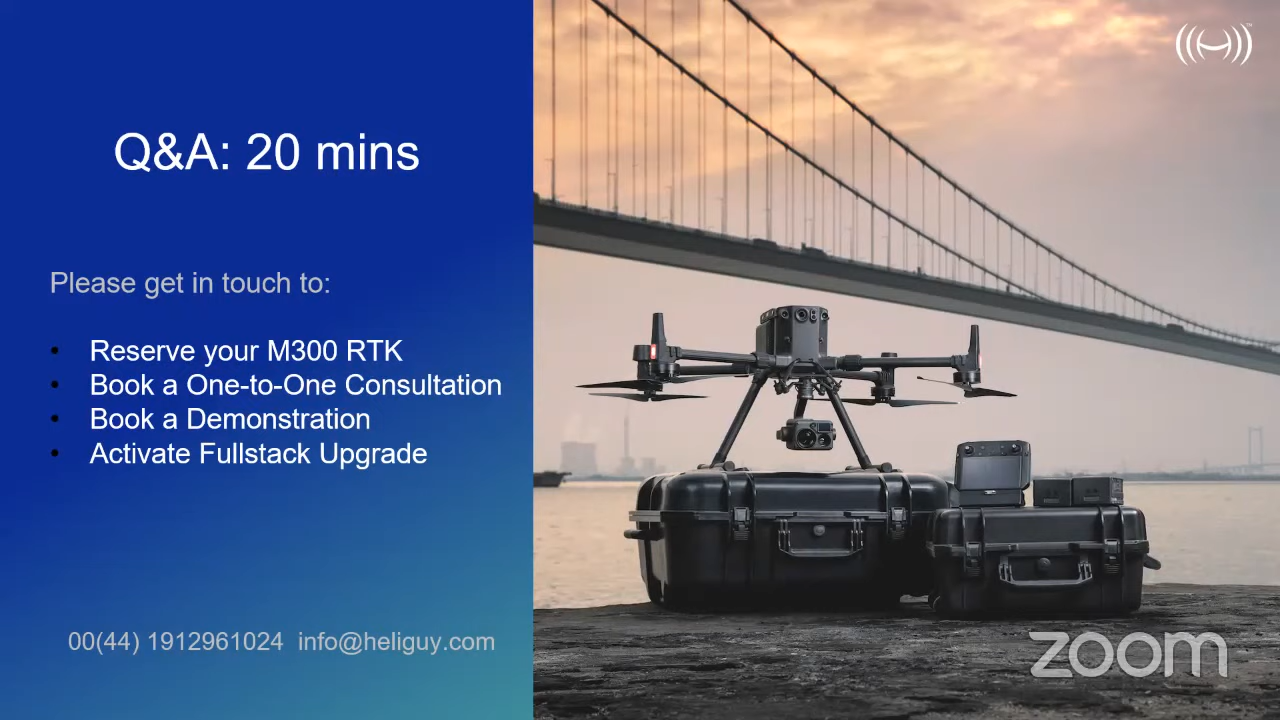 Q&A: 20 mins
Please get in touch to:
• Reserve your M300 RTK
• Book a One-to-One Consultation
• Book a Demonstration
• Activate Fullstack Upgrade
00(44) 1912961024 info@heliguy.com
zoom